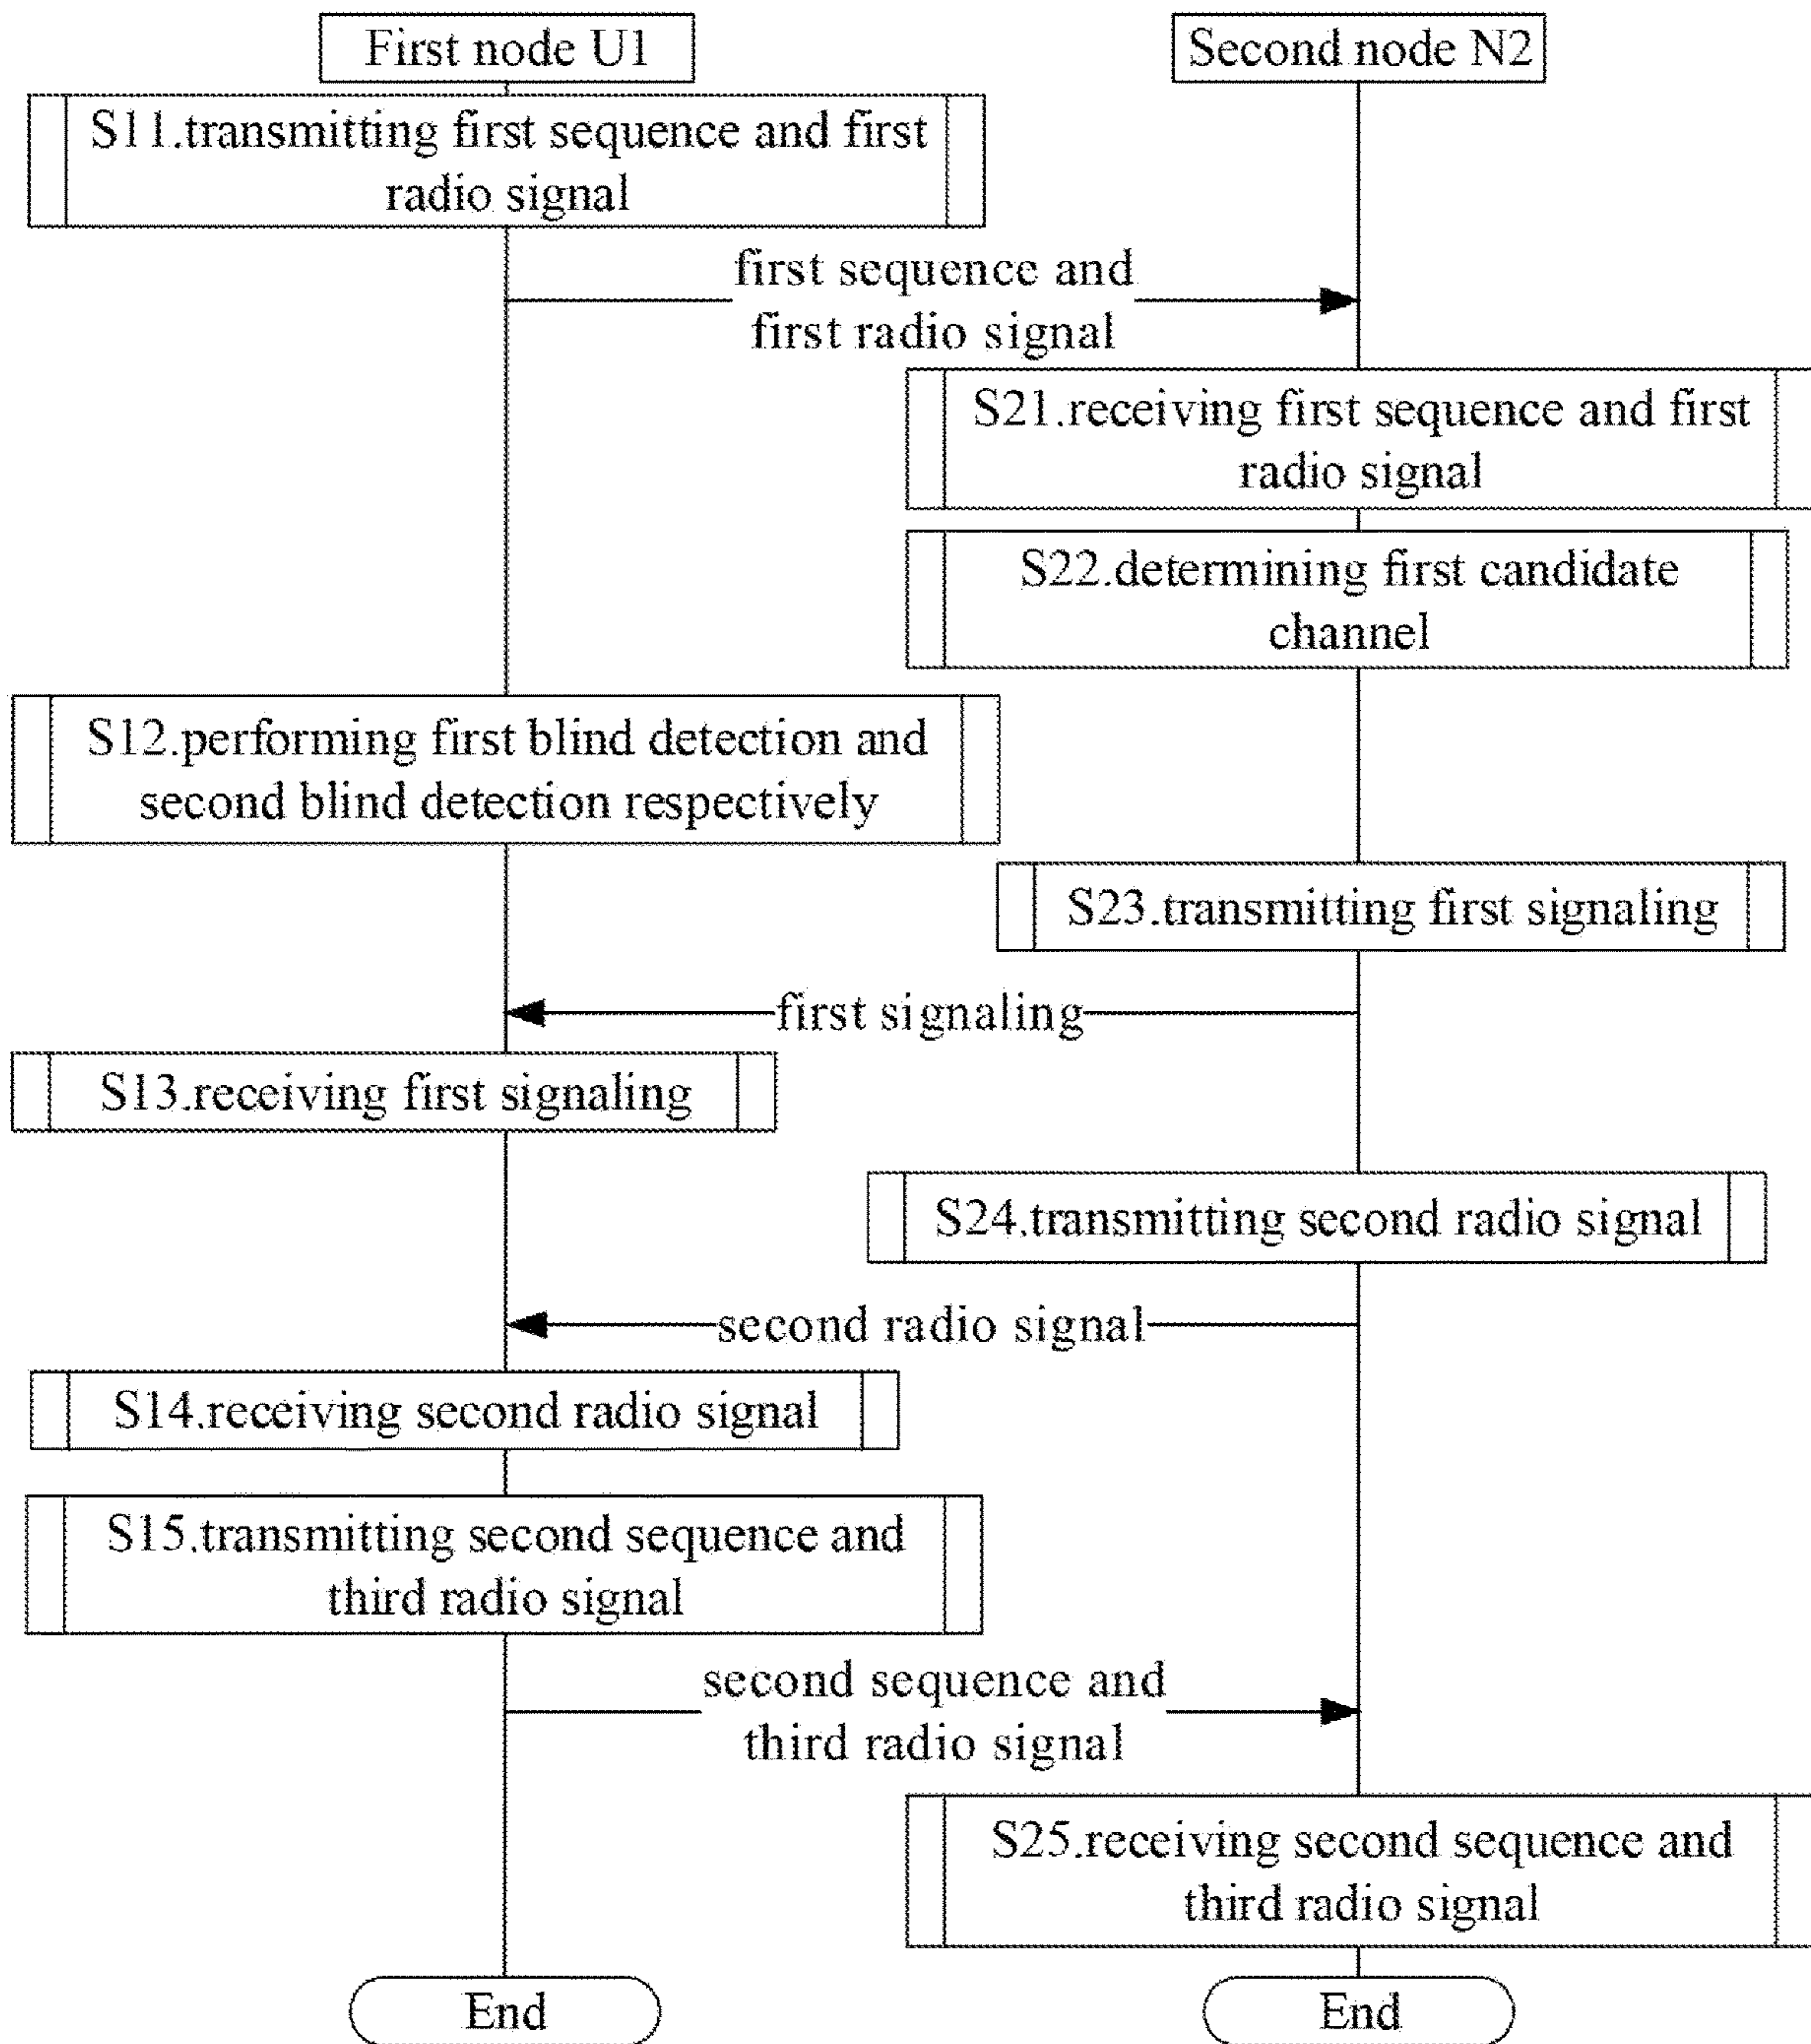 First node U1
Second node N2
S11.transmitting first sequence and first
radio signal
first sequence and
first radio signal
S21.receiving first sequence and first
radio signal
S22.determining first candidate
channel
S12.performing first blind detection and
second blind detection respectively
S23.transmitting first signaling
first signaling
S13.receiving first signaling
S24.transmitting second radio signal
second radio signal
S14.receiving second radio signal
S15.transmitting second sequence and
third radio signal
second sequence and
third radio signal
S25.receiving second sequence and
third radio signal
End
End